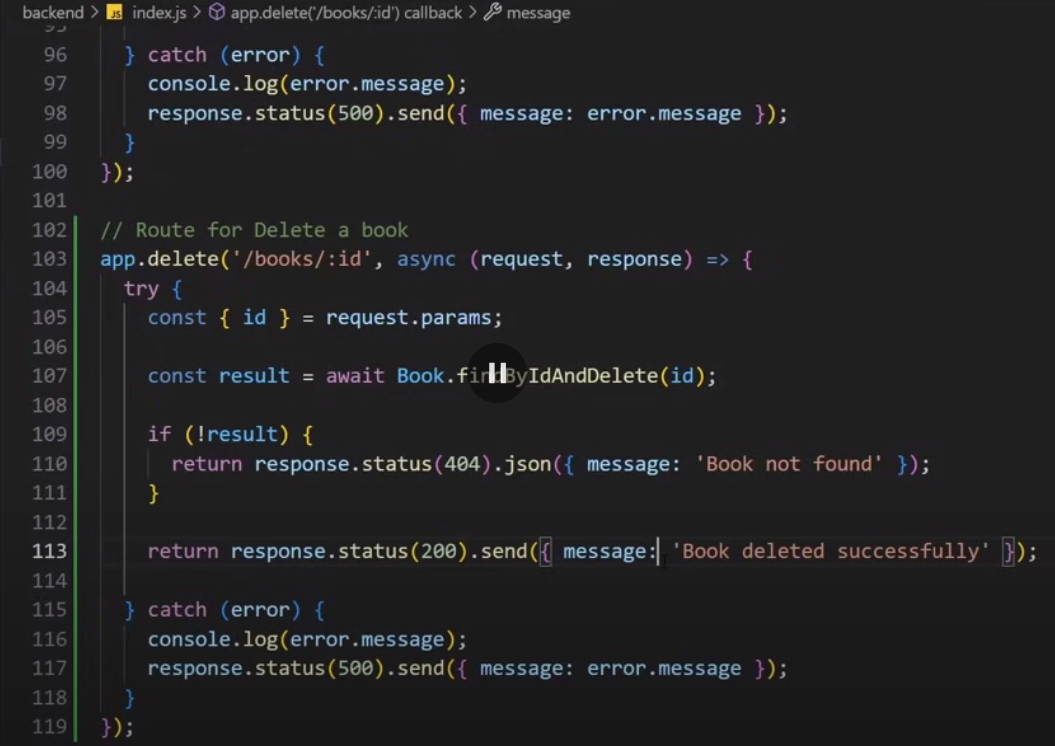 backend > JS index.js > app.delete('/books/:id') callback > message
95
96 } catch (error) {
97 console.log(error.message);
98 response.status(500).send({ message: error.message });
99 }
100 });
101
102 // Route for Delete a book
103 app.delete('/books/:id', async (request, response) => {
104 try {
105 const { id } = request.params;
106
107 const result = await Book.findByIdAndDelete(id);
108
109 if (!result) {
110 return response.status(404).json({ message: 'Book not found' });
111 }
112
113 return response.status(200).send({ message: 'Book deleted successfully' });
114
115 } catch (error) {
116 console.log(error.message);
117 response.status(500).send({ message: error.message });
118 }
119 });